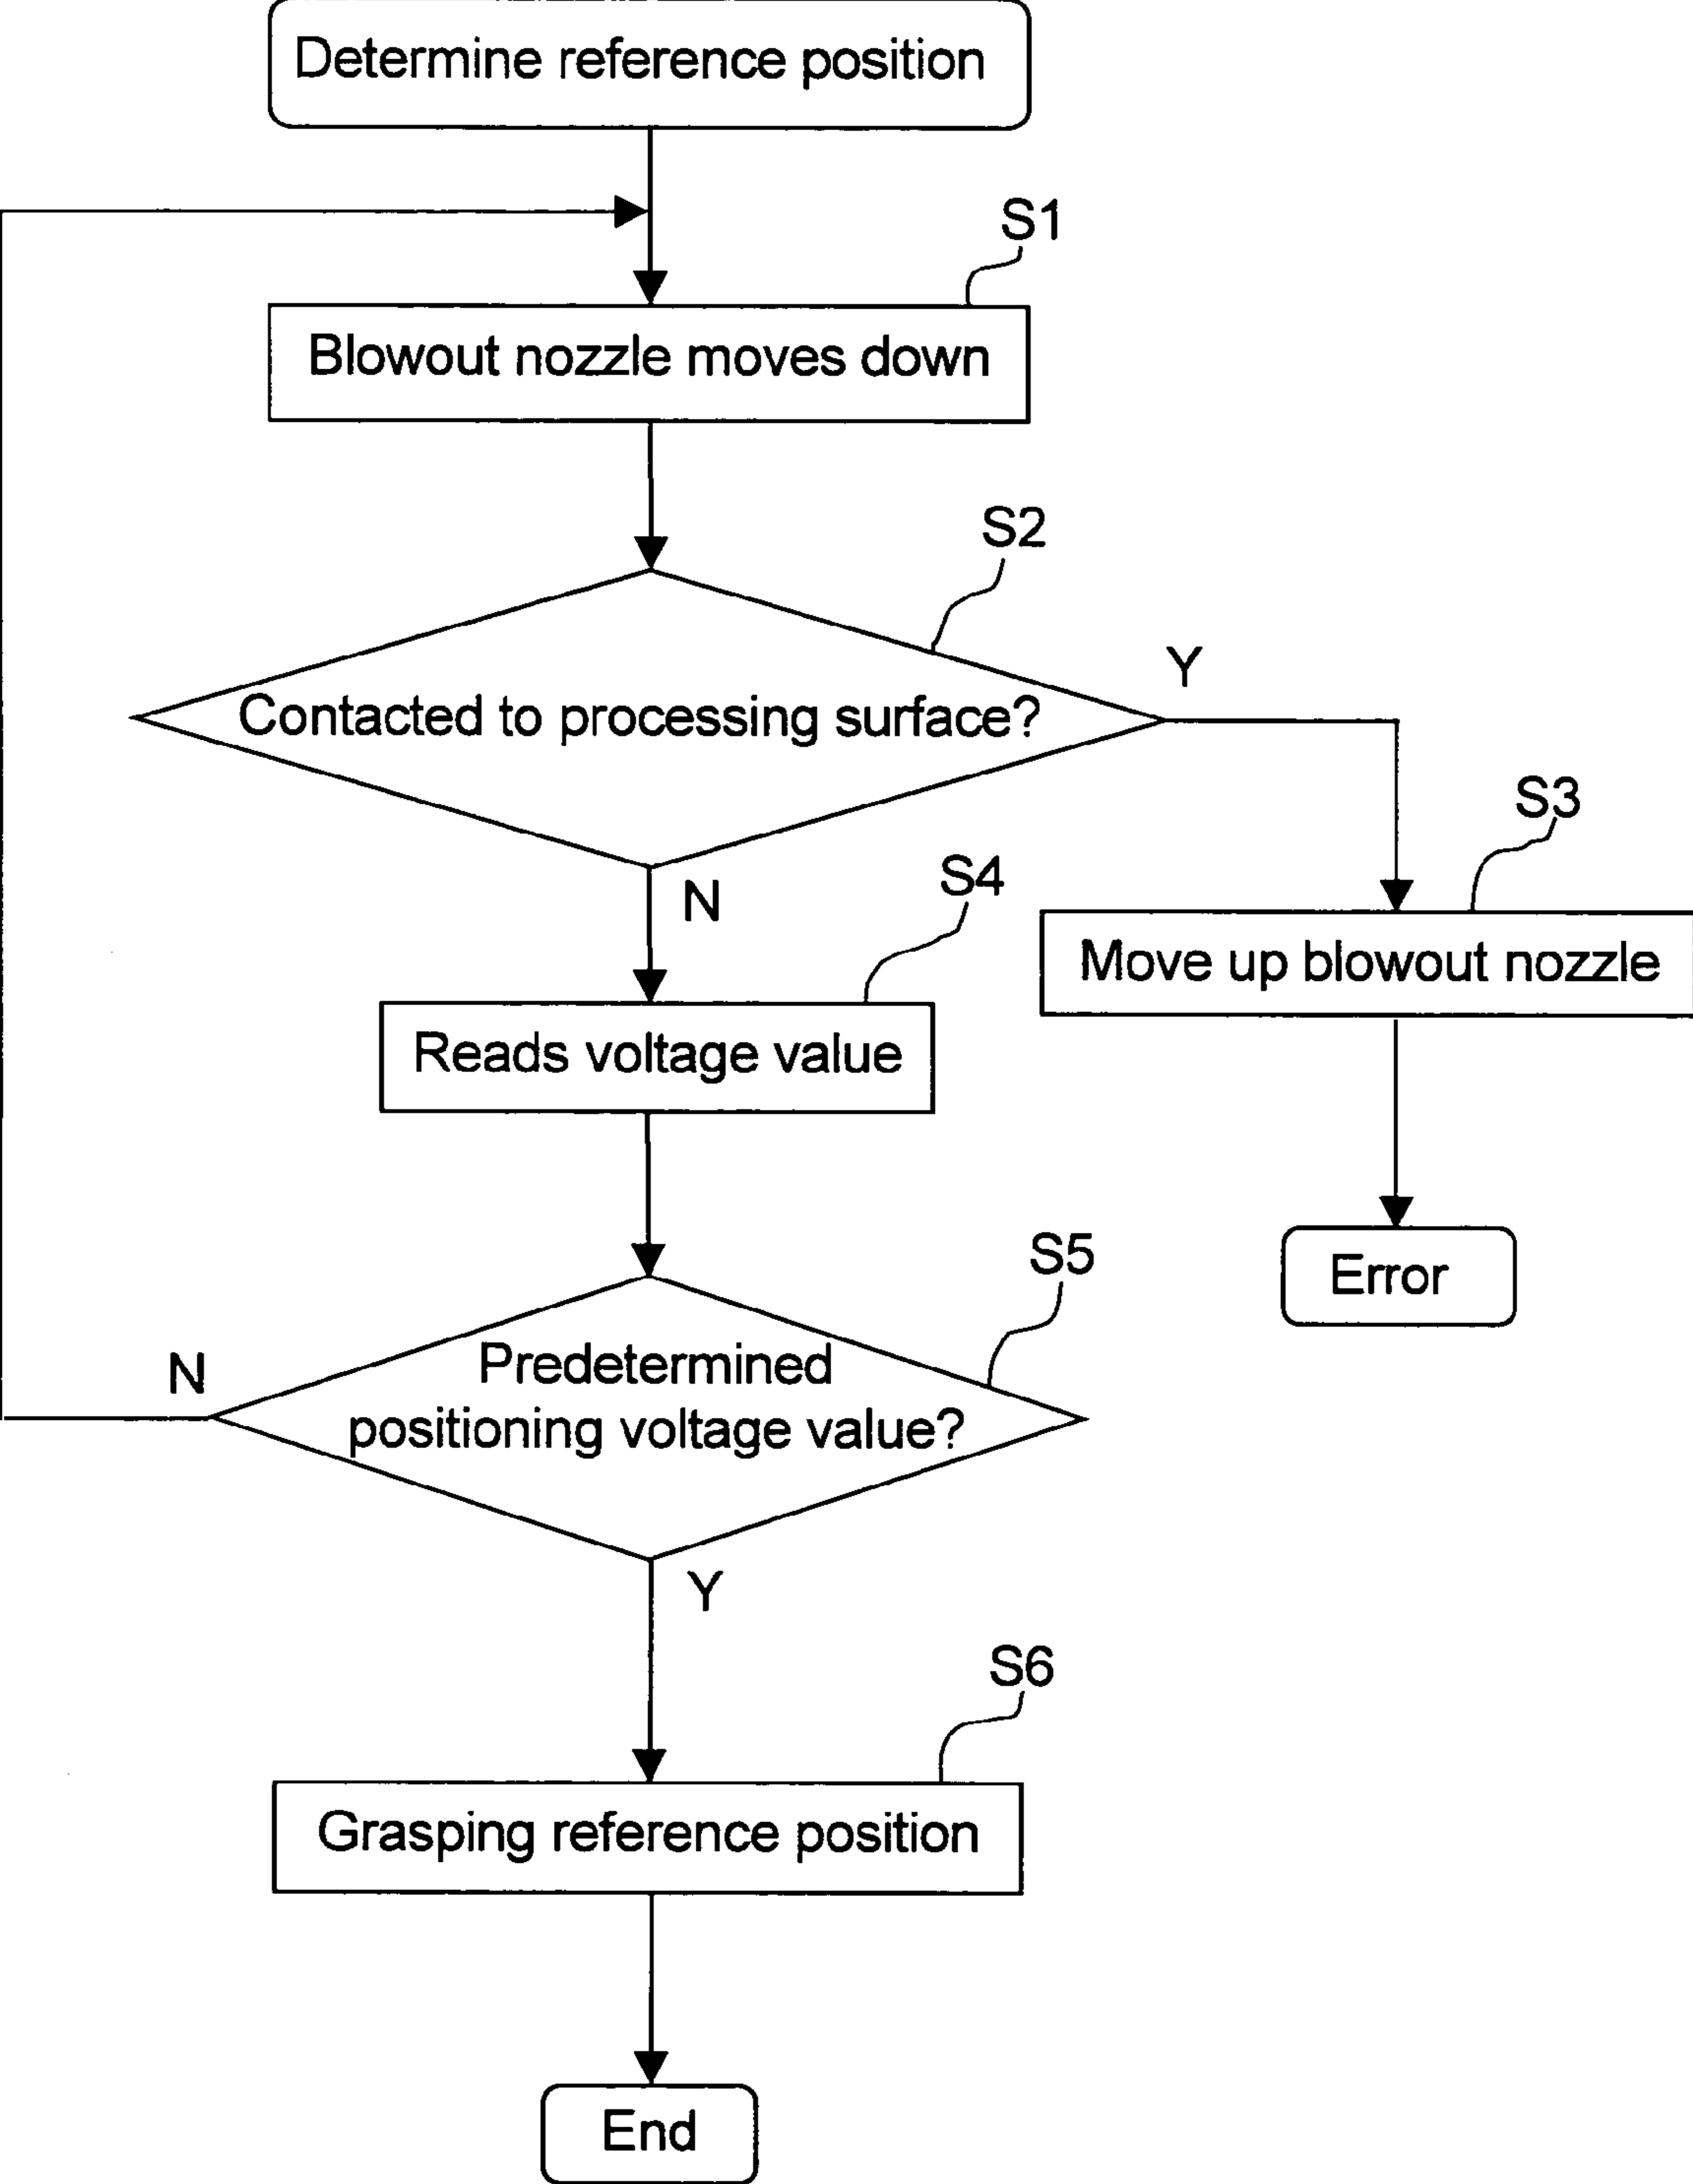 Determine reference position
S1
Blowout nozzle moves down
S2
Contacted to processing surface?
Y
S3
Move up blowout nozzle
N
S4
Reads voltage value
Error
S5
Predetermined
positioning voltage value?
N
Y
S6
Grasping reference position
End